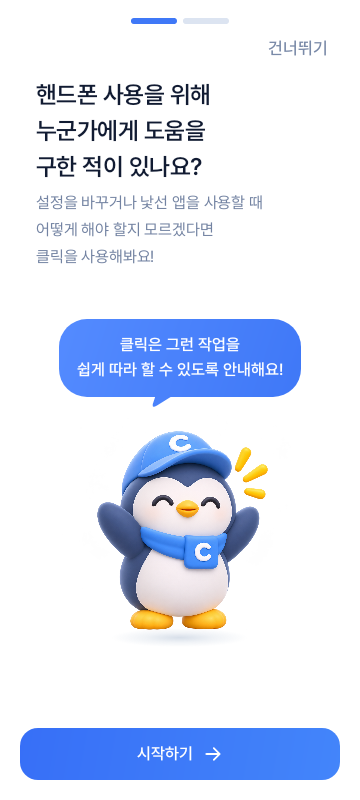 건너뛰기
핸드폰 사용을 위해
누군가에게 도움을
구한 적이 있나요?
설정을 바꾸거나 낯선 앱을 사용할 때
어떻게 해야 할지 모르겠다면
클릭을 사용해봐요!
클릭은 그런 작업을
쉽게 따라 할 수 있도록 안내해요!
C
C
시작하기 →